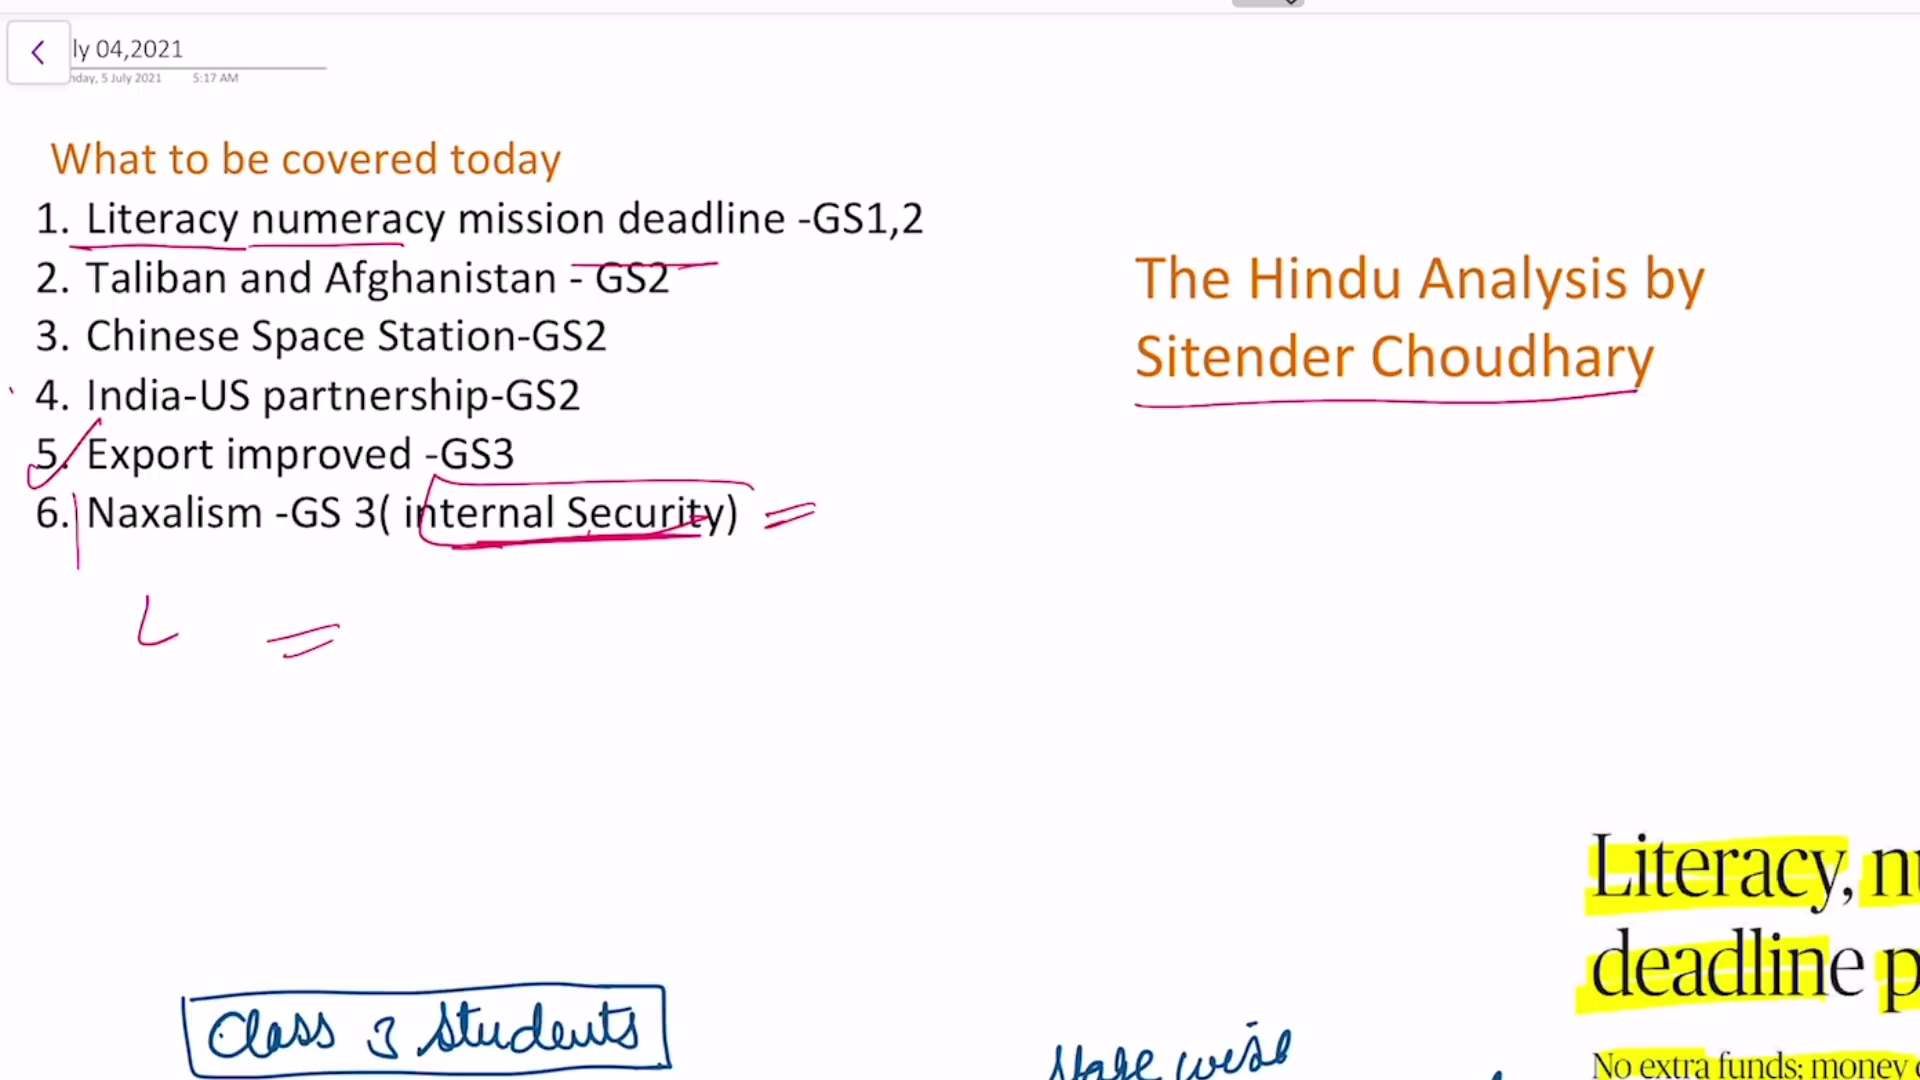 ly 04,2021
nday, 5 July 2021 5:17 AM
What to be covered today
1. Literacy numeracy mission deadline -GS1,2
2. Taliban and Afghanistan - GS2
3. Chinese Space Station-GS2
4. India-US partnership-GS2
5. Export improved -GS3
6. Naxalism -GS 3( internal Security)
The Hindu Analysis by
Sitender Choudhary
Literacy, nu
deadline p
No extra funds; money
Class 3 students
State wise